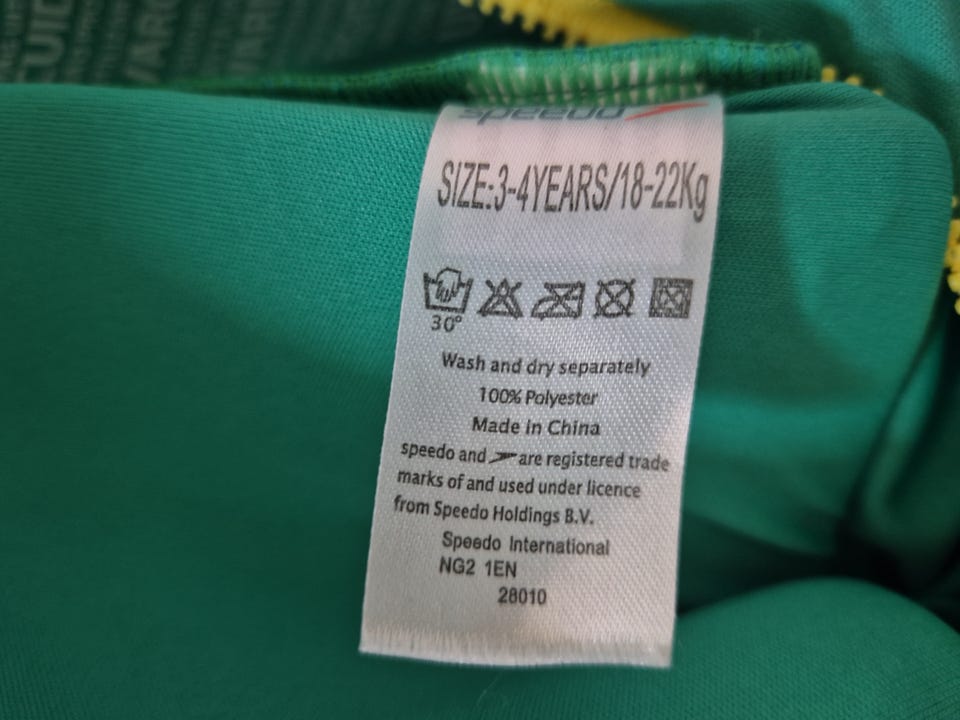 speedo
SIZE:3-4YEARS/18-22Kg
30°
Wash and dry separately
100% Polyester
Made in China
speedo and are registered trade
marks of and used under licence
from Speedo Holdings B.V.
Speedo International
NG2 1EN
28010